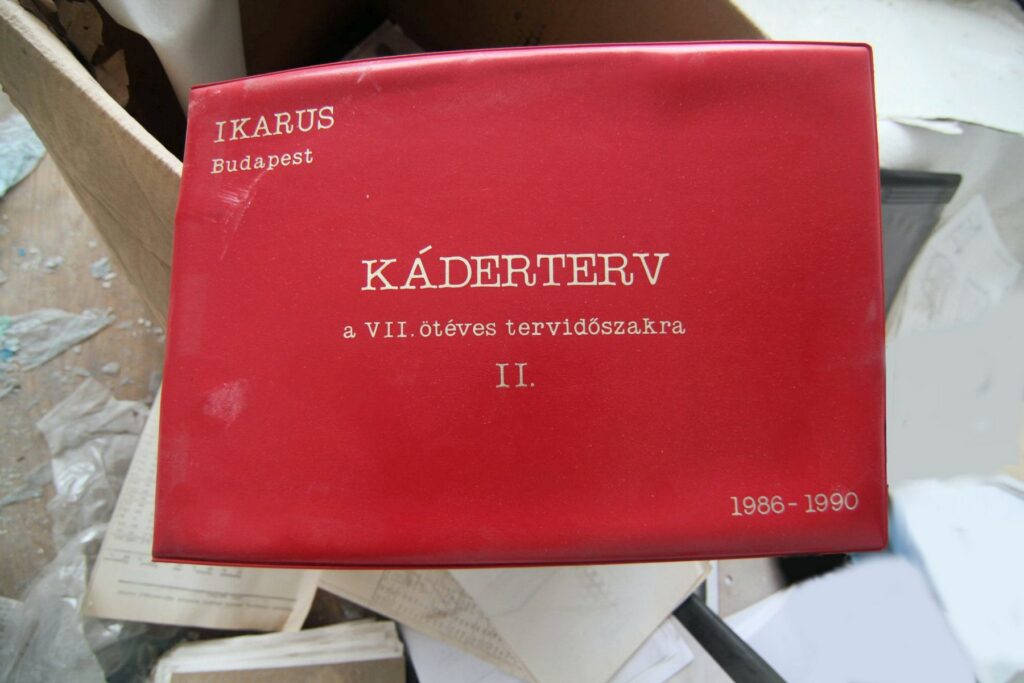 IKARUS
Budapest
KÁDERTERV
a VII. ötéves tervidőszakra
II.
1986-1990